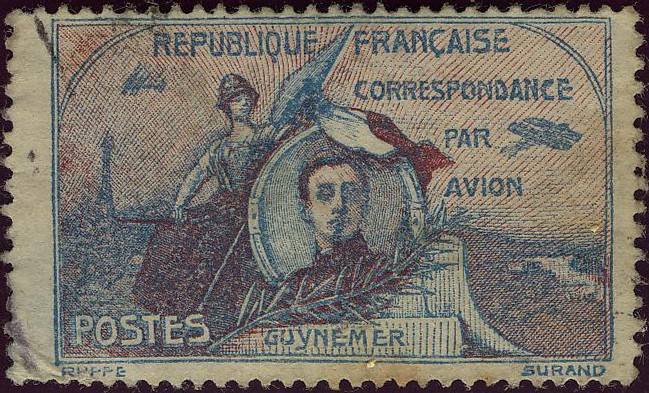 REPUBLIQUE FRANÇAISE
CORRESPONDANCE
PAR
AVION
POSTES
GUYNEMER
SURAND